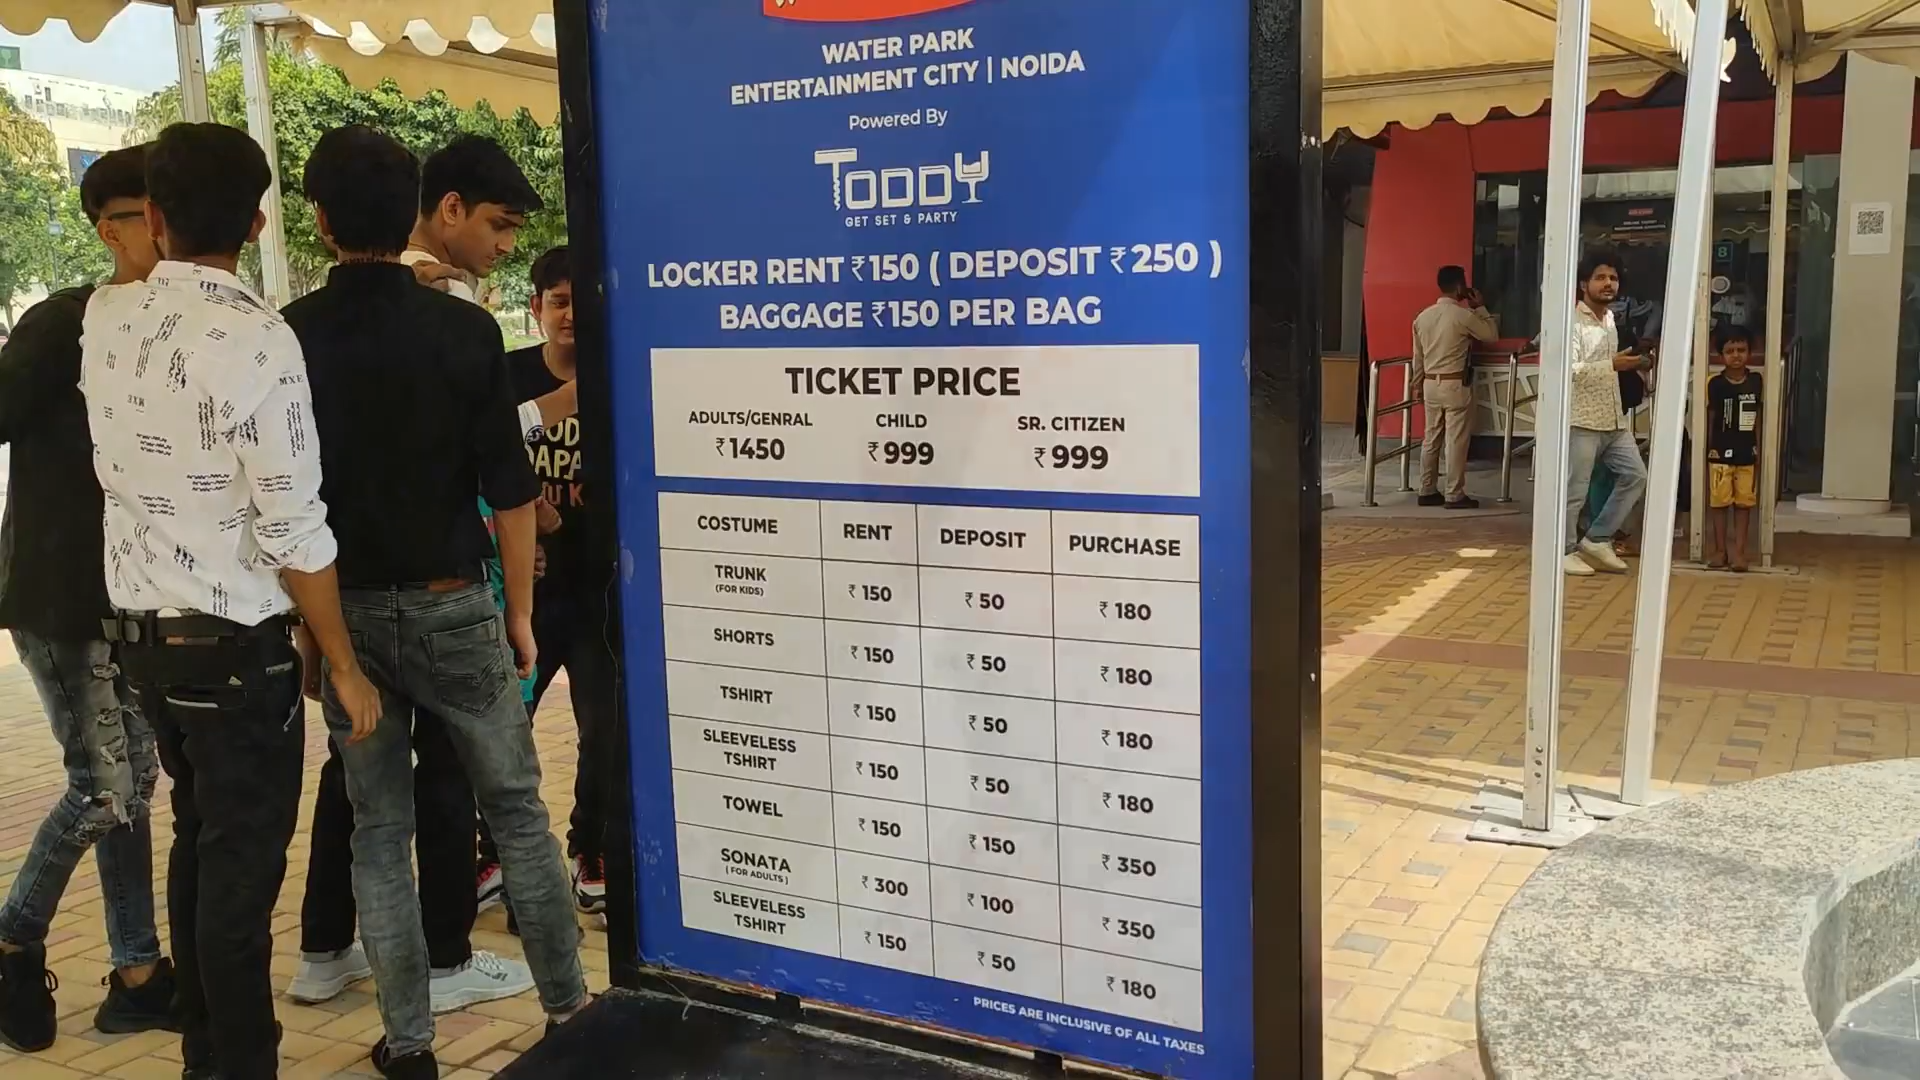 WATER PARK
ENTERTAINMENT CITY | NOIDA
Powered By
TODDY
GET SET & PARTY
LOCKER RENT ₹150 ( DEPOSIT ₹250 )
BAGGAGE ₹150 PER BAG
TICKET PRICE
ADULTS/GENRAL CHILD SR. CITIZEN
₹1450 ₹999 ₹999
COSTUME RENT DEPOSIT PURCHASE
TRUNK
(FOR KIDS)
₹150 ₹50 ₹180
SHORTS ₹150 ₹50 ₹180
TSHIRT ₹150 ₹50 ₹180
SLEEVELESS
TSHIRT
₹150 ₹50 ₹180
TOWEL ₹150 ₹150 ₹350
SONATA
( FOR ADULTS )
₹300 ₹100 ₹350
SLEEVELESS
TSHIRT
₹150 ₹50 ₹180
PRICES ARE INCLUSIVE OF ALL TAXES
MXE
8